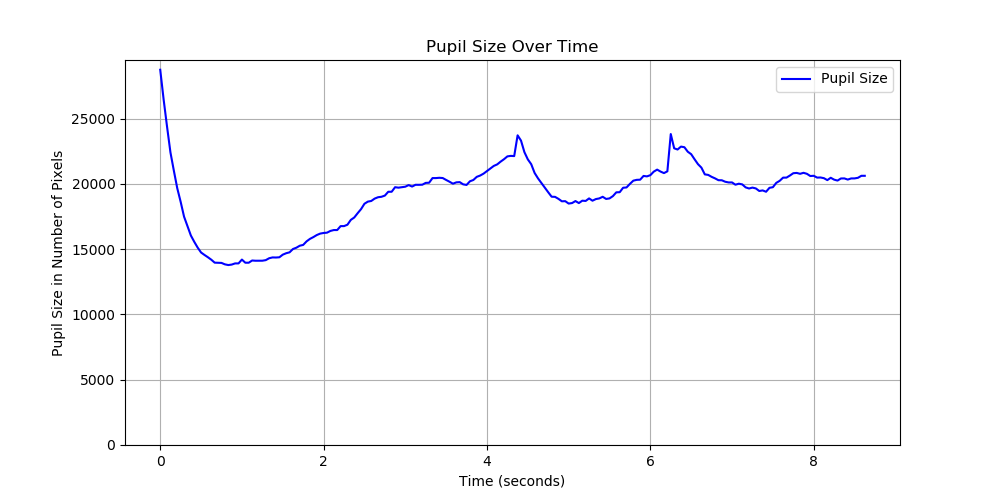 Pupil Size Over Time
Pupil Size
Pupil Size in Number of Pixels
25000
20000
15000
10000
5000
0
0 2 4 6 8
Time (seconds)